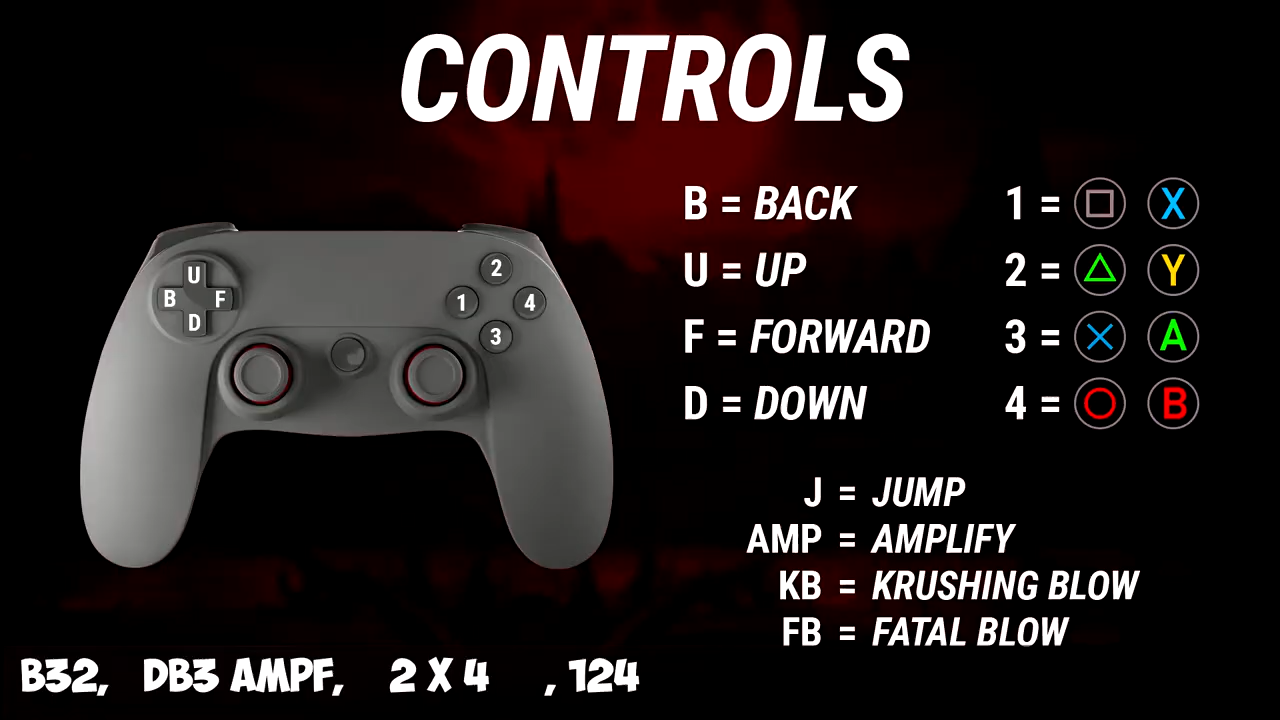 CONTROLS
B = BACK 1 = X
U = UP 2 = Y
F = FORWARD 3 = A
D = DOWN 4 = B
U
B F
D
2
1 4
3
J = JUMP
AMP = AMPLIFY
KB = KRUSHING BLOW
FB = FATAL BLOW
B32, DB3 AMPF, 2 X 4 , 124